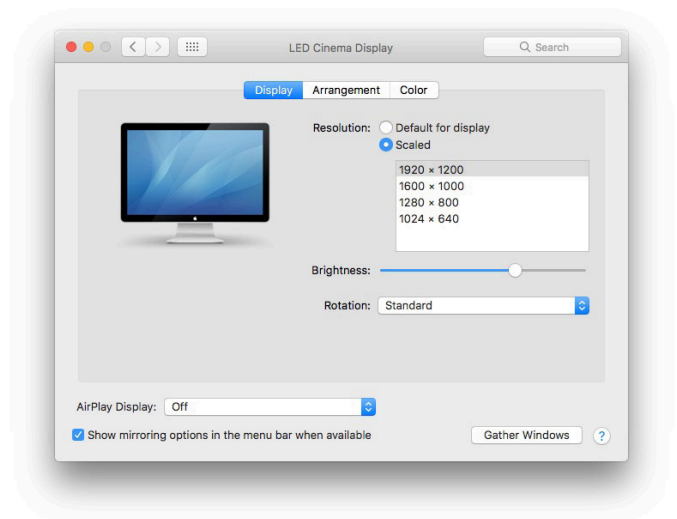 LED Cinema Display
Search
Display Arrangement Color
Resolution: Default for display
Scaled
1920 × 1200
1600 × 1000
1280 × 800
1024 × 640
Brightness:
Rotation: Standard
AirPlay Display: Off
Show mirroring options in the menu bar when available
Gather Windows ?